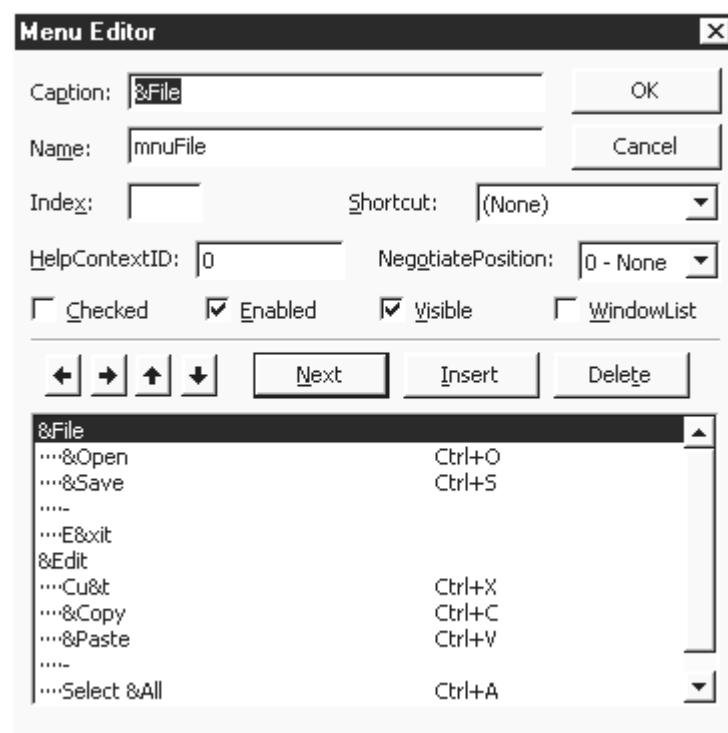 Menu Editor
Caption: &File OK
Name: mnuFile Cancel
Index: Shortcut: (None)
HelpContextID: 0 NegotiatePosition: 0 - None
Checked Enabled Visible WindowList
Next Insert Delete
&File
····&Open Ctrl+O
····&Save Ctrl+S
····-
····E&xit
&Edit
····Cu&t Ctrl+X
····&Copy Ctrl+C
····&Paste Ctrl+V
····-
····Select &All Ctrl+A